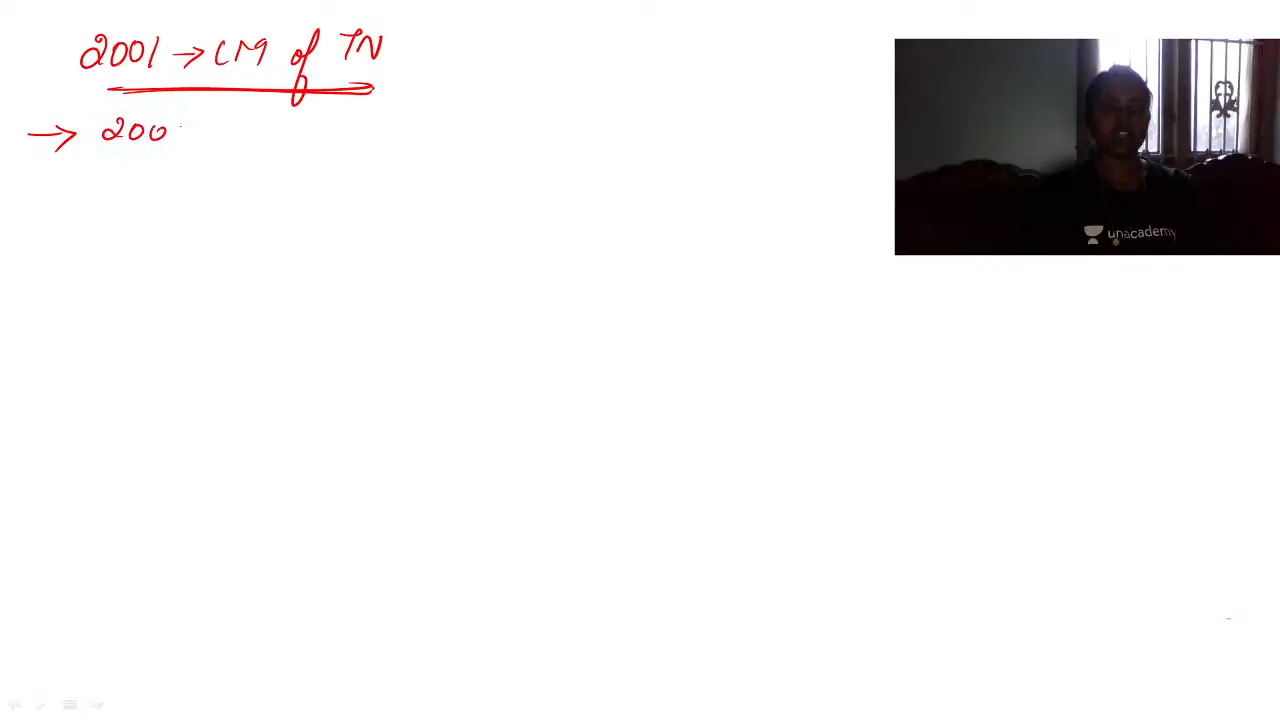 2001 → CM of TN
→ 200
unacademy